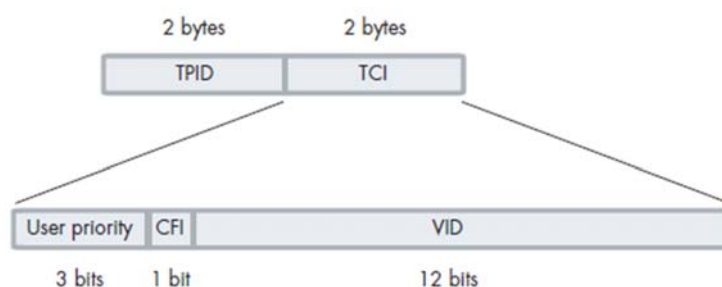 2 bytes 2 bytes
TPID TCI
User priority CFI VID
3 bits 1 bit 12 bits